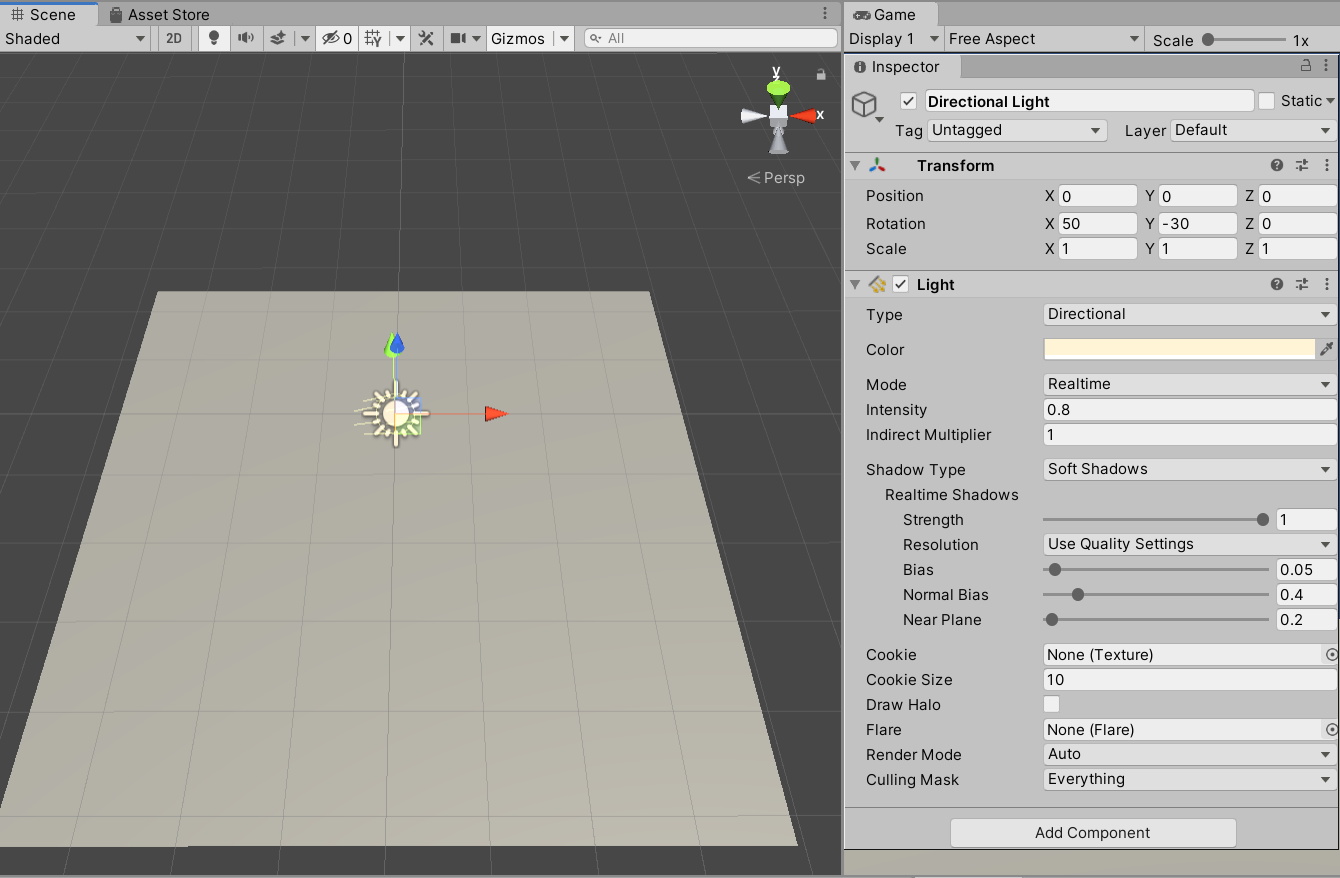 Scene Asset Store
Shaded 2D 0 Gizmos All
y
x
Persp
Game
Display 1 Free Aspect Scale 1x
Inspector
Directional Light Static
Tag Untagged Layer Default
Transform
Position X 0 Y 0 Z 0
Rotation X 50 Y -30 Z 0
Scale X 1 Y 1 Z 1
Light
Type Directional
Color
Mode Realtime
Intensity 0.8
Indirect Multiplier 1
Shadow Type Soft Shadows
Realtime Shadows
Strength 1
Resolution Use Quality Settings
Bias 0.05
Normal Bias 0.4
Near Plane 0.2
Cookie None (Texture)
Cookie Size 10
Draw Halo
Flare None (Flare)
Render Mode Auto
Culling Mask Everything
Add Component